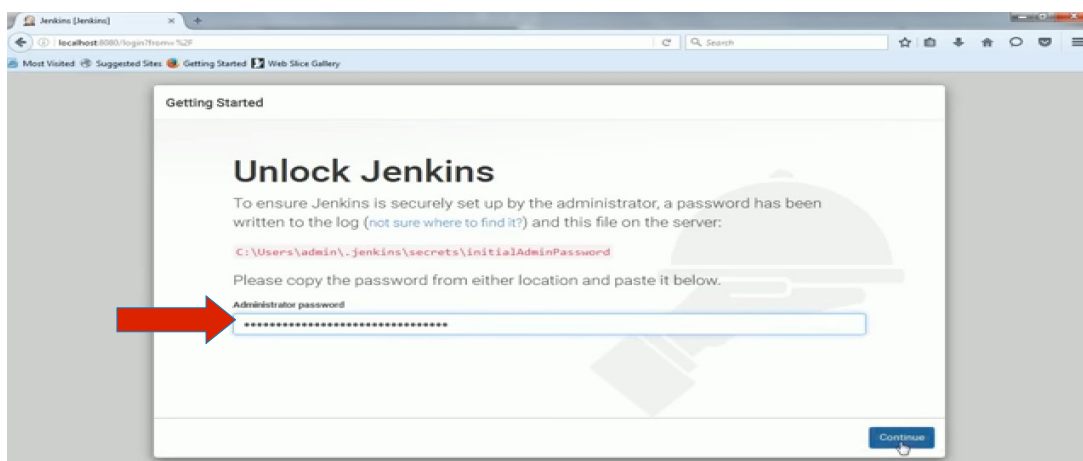 Jenkins [Jenkins]
localhost:8080/login?from=%2F
Search
Most Visited Suggested Sites Getting Started Web Slice Gallery
Getting Started
Unlock Jenkins
To ensure Jenkins is securely set up by the administrator, a password has been
written to the log (not sure where to find it?) and this file on the server:
C:\Users\admin\.jenkins\secrets\initialAdminPassword
Please copy the password from either location and paste it below.
Administrator password
Continue